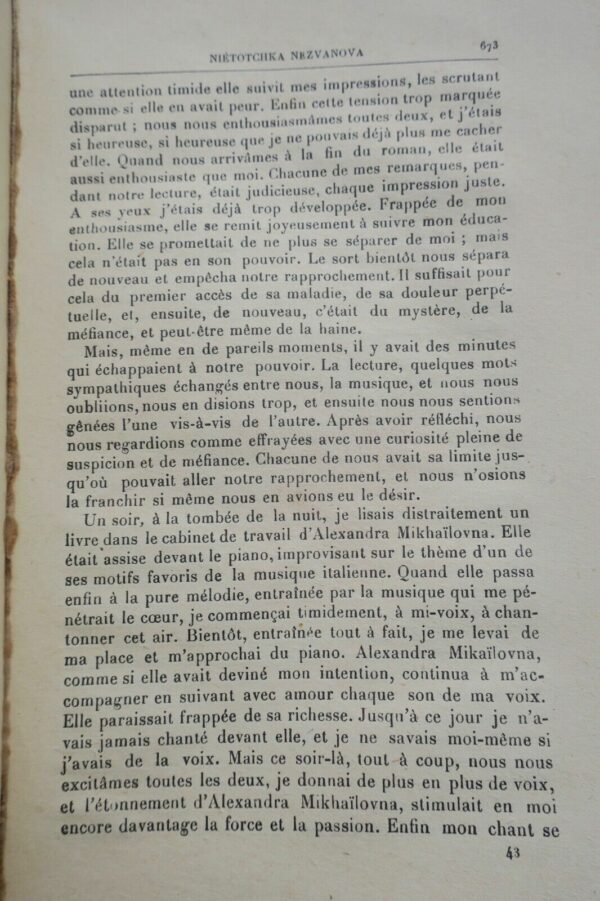 NIÉTOTCHKA NEZVANOVA 673
une attention timide elle suivit mes impressions, les scrutant
comme si elle en avait peur. Enfin cette tension trop marquée
disparut ; nous nous enthousiasmâmes toutes deux, et j'étais
si heureuse, si heureuse que je ne pouvais déjà plus me cacher
d'elle. Quand nous arrivâmes à la fin du roman, elle était
aussi enthousiaste que moi. Chacune de mes remarques, pen-
dant notre lecture, était judicieuse, chaque impression juste.
A ses yeux j'étais déjà trop développée. Frappée de mon
enthousiasme, elle se remit joyeusement à suivre mon éduca-
tion. Elle se promettait de ne plus se séparer de moi ; mais
cela n'était pas en son pouvoir. Le sort bientôt nous sépara
de nouveau et empêcha notre rapprochement. Il suffisait pour
cela du premier accès de sa maladie, de sa douleur perpé-
tuelle, et, ensuite, de nouveau, c'était du mystère, de la
méfiance, et peut-être même de la haine.
Mais, même en de pareils moments, il y avait des minutes
qui échappaient à notre pouvoir. La lecture, quelques mots
sympathiques échangés entre nous, la musique, et nous nous
oubliions, nous en disions trop, et ensuite nous nous sentions
gênées l'une vis-à-vis de l'autre. Après avoir réfléchi, nous
nous regardions comme effrayées avec une curiosité pleine de
suspicion et de méfiance. Chacune de nous avait sa limite jus-
qu'où pouvait aller notre rapprochement, et nous n'osions
la franchir si même nous en avions eu le désir.
Un soir, à la tombée de la nuit, je lisais distraitement un
livre dans le cabinet de travail d'Alexandra Mikhaïlovna. Elle
était assise devant le piano, improvisant sur le thème d'un de
ses motifs favoris de la musique italienne. Quand elle passa
enfin à la pure mélodie, entraînée par la musique qui me pé-
nétrait le cœur, je commençai timidement, à mi-voix, à chan-
tonner cet air. Bientôt, entraînée tout à fait, je me levai de
ma place et m'approchai du piano. Alexandra Mikaïlovna,
comme si elle avait deviné mon intention, continua à m'ac-
compagner en suivant avec amour chaque son de ma voix.
Elle paraissait frappée de sa richesse. Jusqu'à ce jour je n'a-
vais jamais chanté devant elle, et je ne savais moi-même si
j'avais de la voix. Mais ce soir-là, tout à coup, nous nous
excitâmes toutes les deux, je donnai de plus en plus de voix,
et l'étonnement d'Alexandra Mikhaïlovna, stimulait en moi
encore davantage la force et la passion. Enfin mon chant se
43